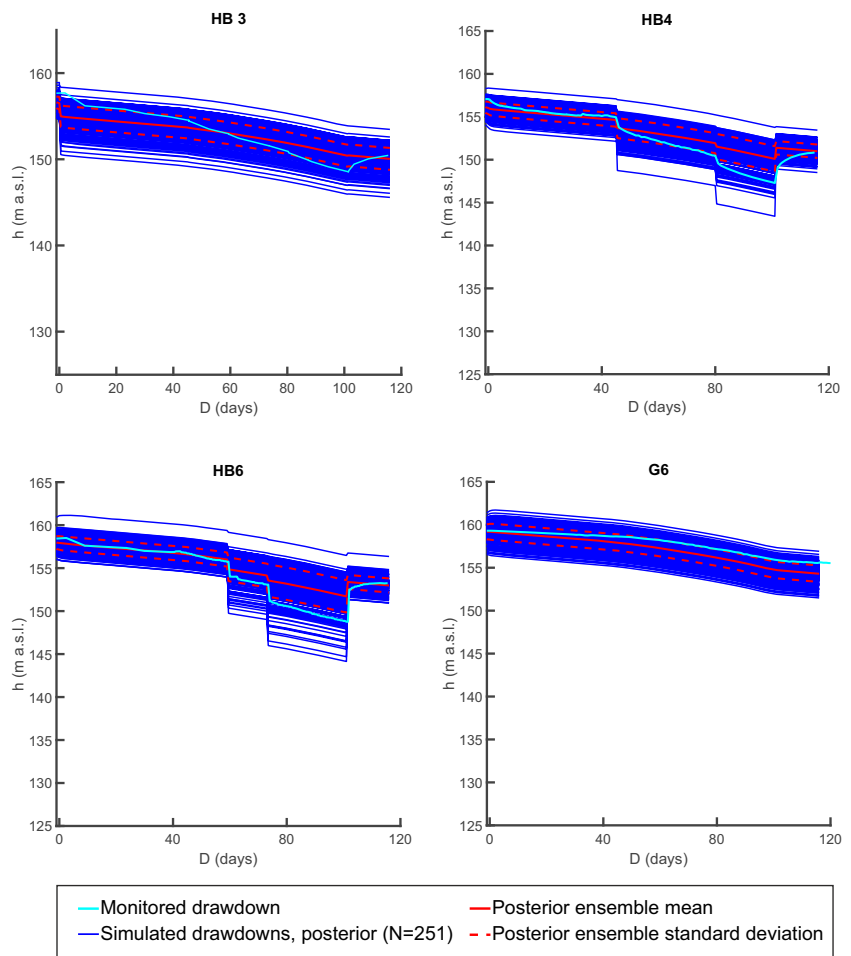 HB 3
160
150
140
130
h (m a.s.l.)
0 20 40 60 80 100 120
D (days)
HB4
165
160
155
150
145
140
135
130
125
h (m a.s.l.)
0 40 80 120
D (days)
HB6
165
160
155
150
145
140
135
130
125
h (m a.s.l.)
0 40 80 120
D (days)
G6
165
160
155
150
145
140
135
130
125
h (m a.s.l.)
0 40 80 120
D (days)
Monitored drawdown
Posterior ensemble mean
Simulated drawdowns, posterior (N=251)
Posterior ensemble standard deviation